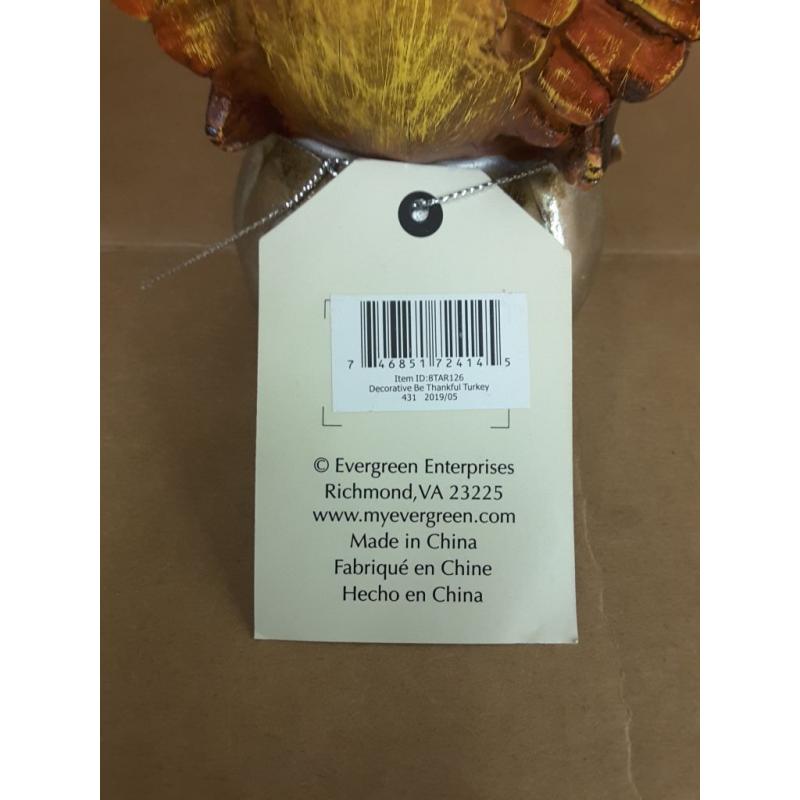 7 46851 72414 5
Item ID:8TAR126
Decorative Be Thankful Turkey
431 2019/05
© Evergreen Enterprises
Richmond,VA 23225
www.myevergreen.com
Made in China
Fabriqué en Chine
Hecho en China